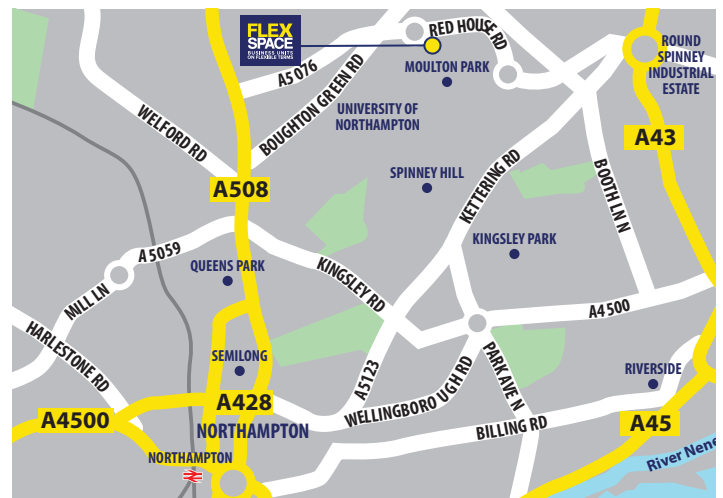 FLEX
SPACE
BUSINESS UNITS
ON FLEXIBLE TERMS
RED HOUSE RD
ROUND
SPINNEY
INDUSTRIAL
ESTATE
A5076
MOULTON PARK
BOUGHTON GREEN RD
UNIVERSITY OF
NORTHAMPTON
WELFORD RD
A43
A508
SPINNEY HILL
KETTERING RD
BOOTH LN N
KINGSLEY PARK
A5059
QUEENS PARK
KINGSLEY RD
MILL LN
A4500
HARLESTONE RD
SEMILONG
A5123
WELLINGBOROUGH RD
PARK AVE N
RIVERSIDE
A428
A4500
NORTHAMPTON
BILLING RD
A45
NORTHAMPTON
River Nene